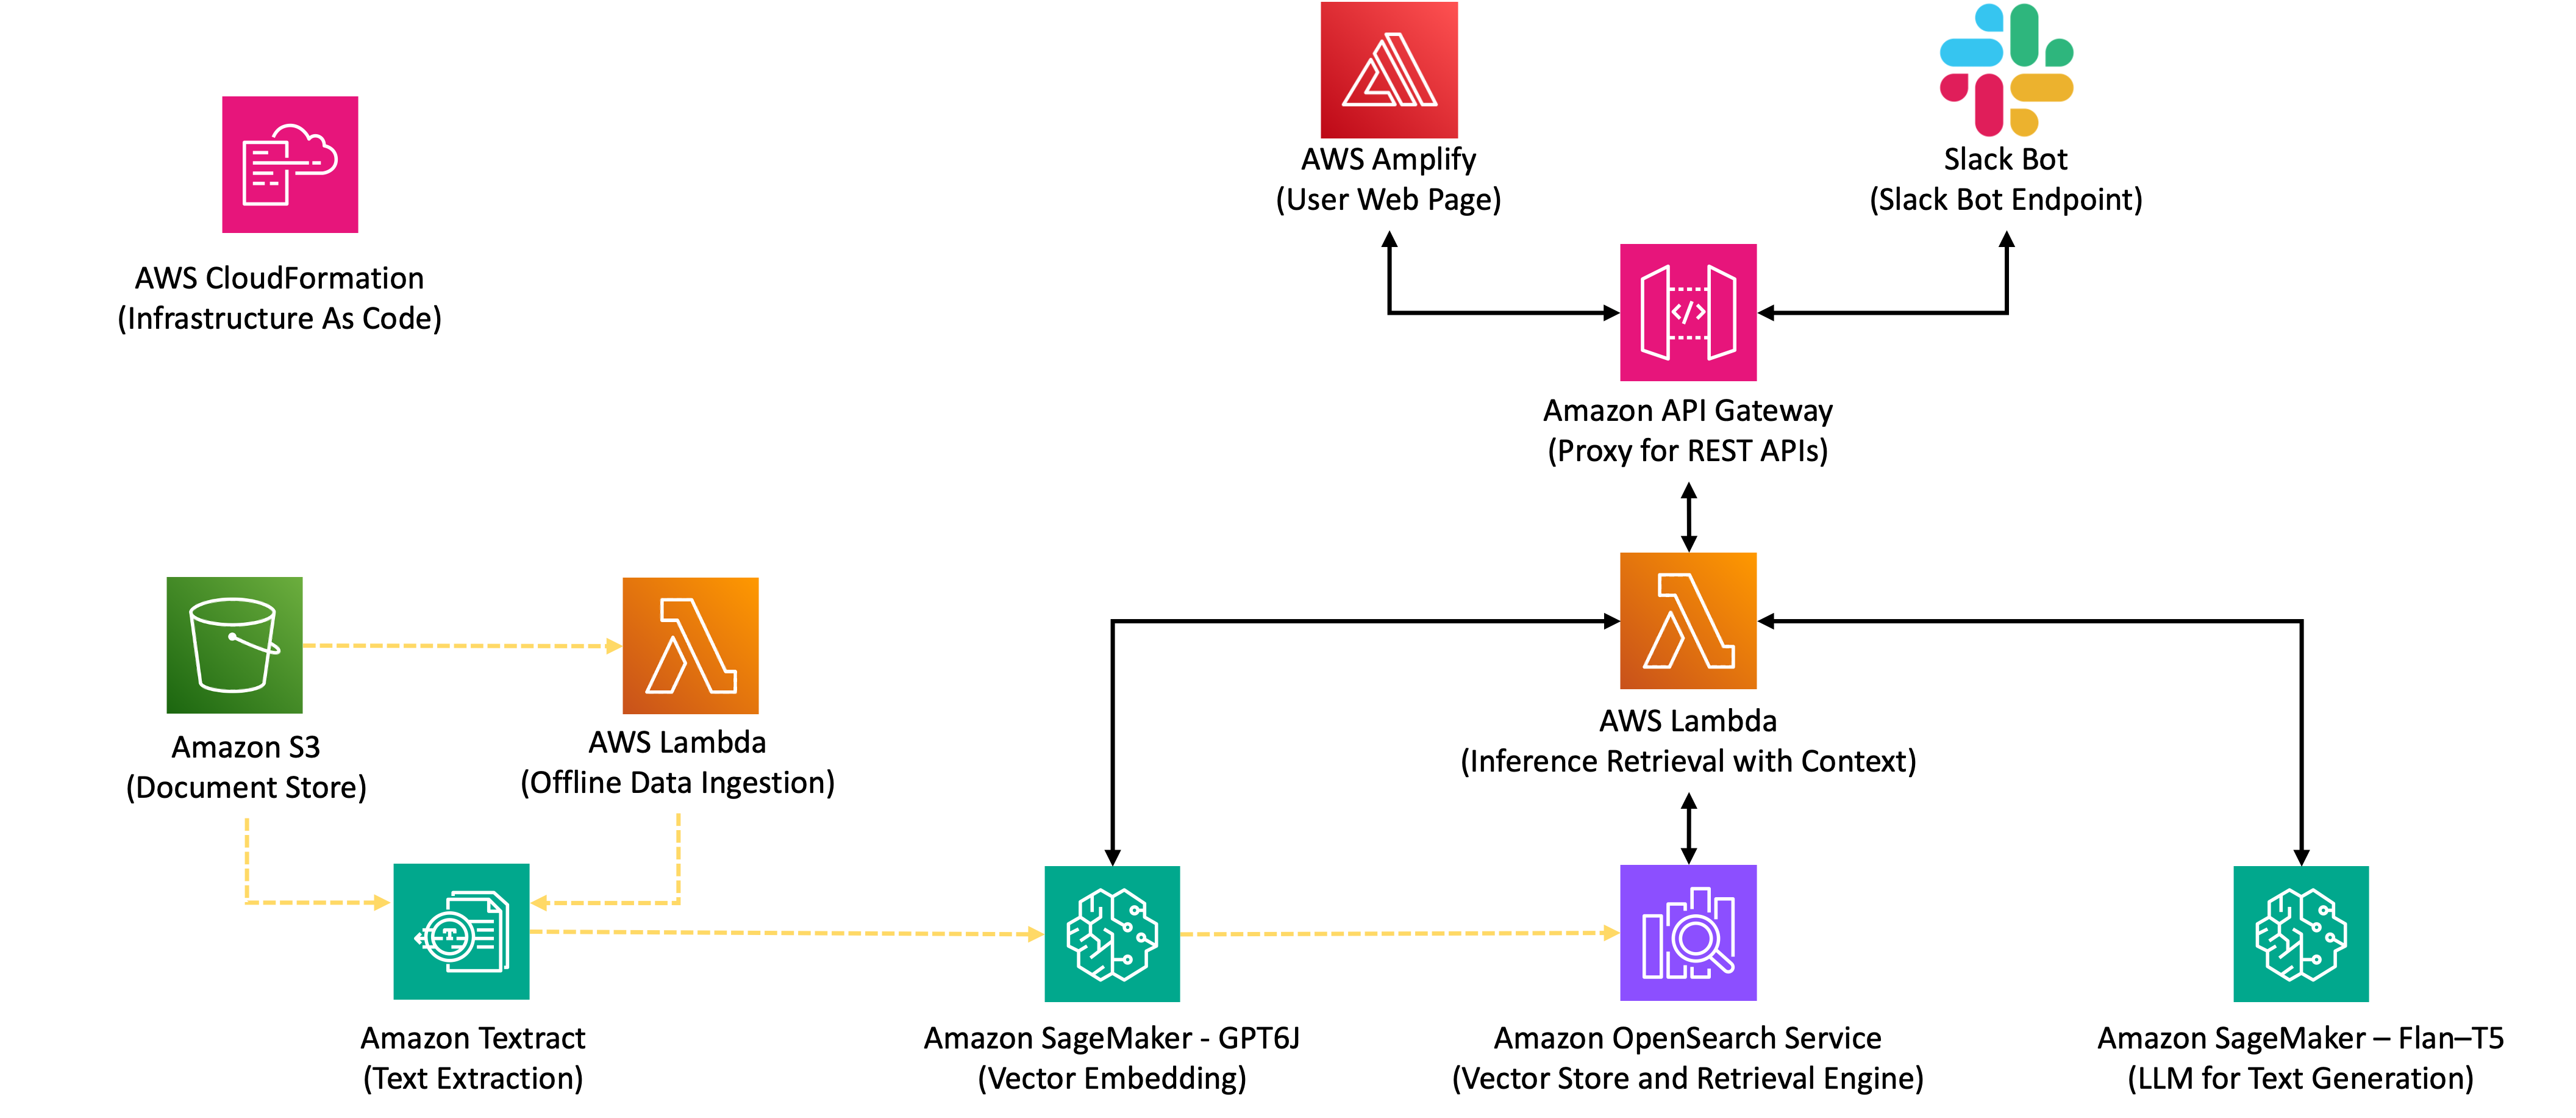 AWS Amplify
(User Web Page)
Slack Bot
(Slack Bot Endpoint)
AWS CloudFormation
(Infrastructure As Code)
</>
Amazon API Gateway
(Proxy for REST APIs)
Amazon S3
(Document Store)
AWS Lambda
(Offline Data Ingestion)
AWS Lambda
(Inference Retrieval with Context)
T
Amazon Textract
(Text Extraction)
Amazon SageMaker - GPT6J
(Vector Embedding)
Amazon OpenSearch Service
(Vector Store and Retrieval Engine)
Amazon SageMaker – Flan–T5
(LLM for Text Generation)